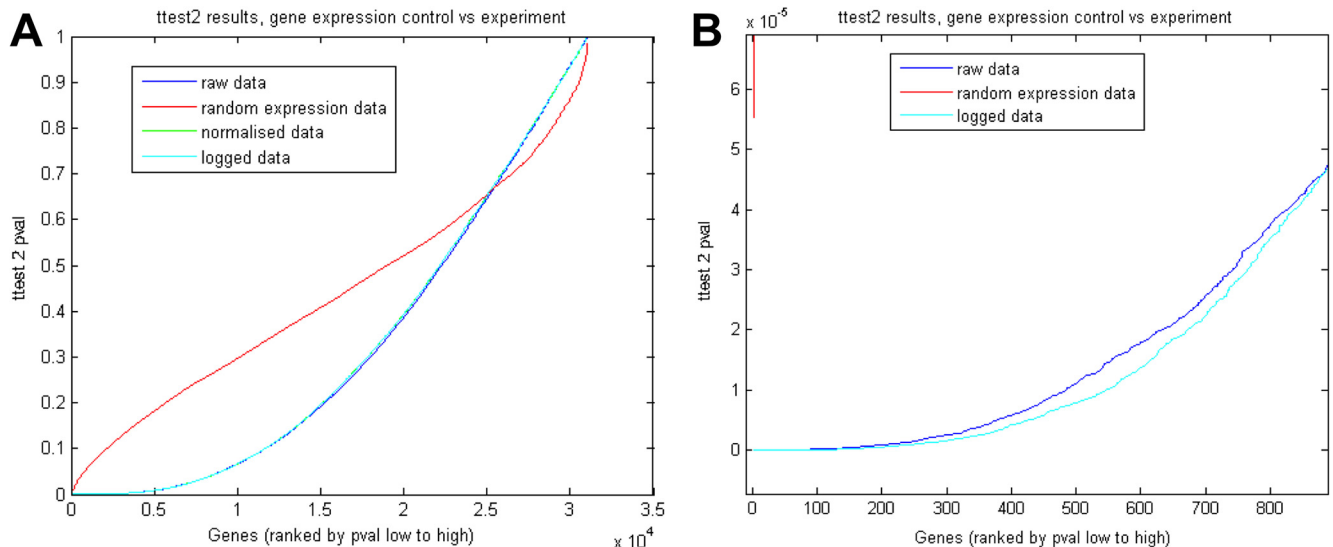 A
ttest2 results, gene expression control vs experiment
1
0.9
0.8
0.7
0.6
0.5
0.4
0.3
0.2
0.1
0
ttest 2 pval
raw data
random expression data
normalised data
logged data
0 0.5 1 1.5 2 2.5 3 3.5
x 10^4
Genes (ranked by pval low to high)
B
x 10^-5
ttest2 results, gene expression control vs experiment
6
5
4
3
2
1
0
ttest 2 pval
raw data
random expression data
logged data
0 100 200 300 400 500 600 700 800
Genes (ranked by pval low to high)